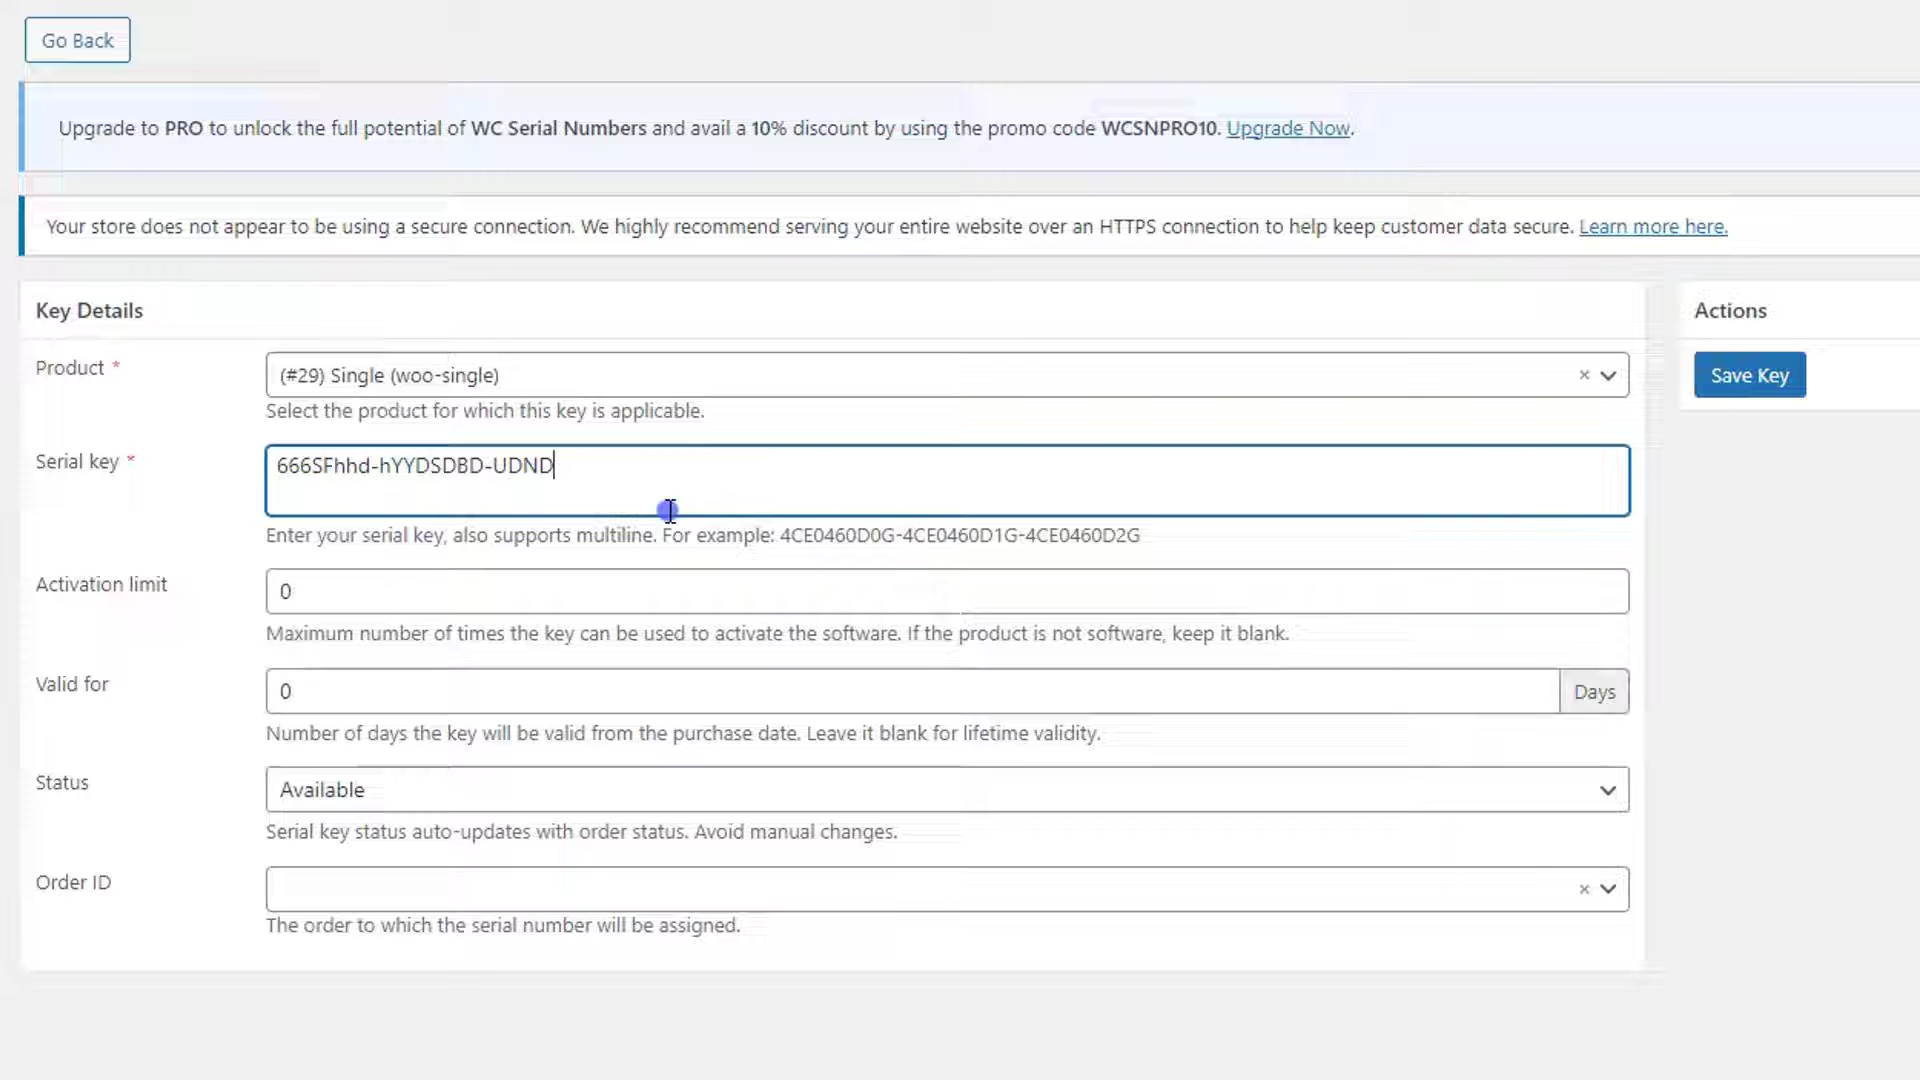 Go Back
Upgrade to PRO to unlock the full potential of WC Serial Numbers and avail a 10% discount by using the promo code WCSNPRO10. Upgrade Now.
Your store does not appear to be using a secure connection. We highly recommend serving your entire website over an HTTPS connection to help keep customer data secure. Learn more here.
Key Details
Actions
Product *
(#29) Single (woo-single)
×
Save Key
Select the product for which this key is applicable.
Serial key *
666SFhhd-hYYDSDBD-UDND
Enter your serial key, also supports multiline. For example: 4CE0460D0G-4CE0460D1G-4CE0460D2G
Activation limit
0
Maximum number of times the key can be used to activate the software. If the product is not software, keep it blank.
Valid for
0
Days
Number of days the key will be valid from the purchase date. Leave it blank for lifetime validity.
Status
Available
Serial key status auto-updates with order status. Avoid manual changes.
Order ID
×
The order to which the serial number will be assigned.